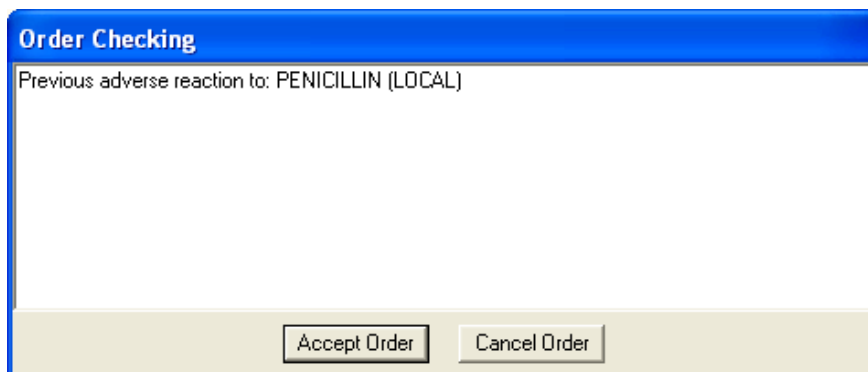 Order Checking
Previous adverse reaction to: PENICILLIN (LOCAL)
Accept Order Cancel Order